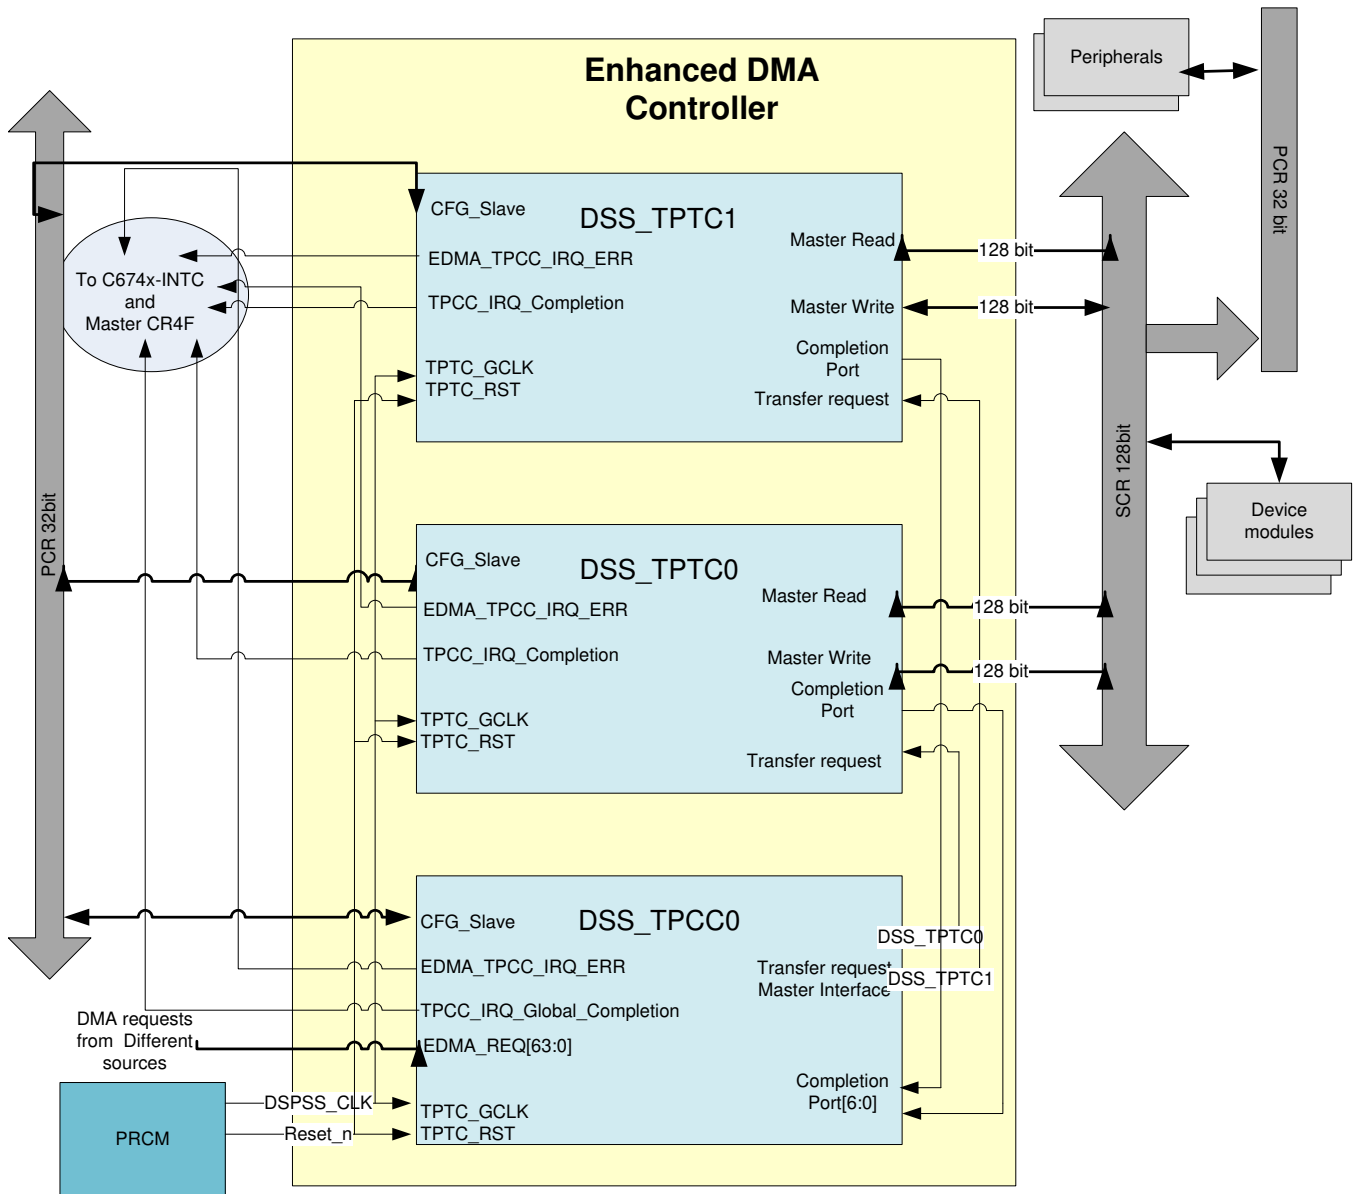 Enhanced DMA
Controller
Peripherals
PCR 32 bit
CFG_Slave
DSS_TPTC1
Master Read
128 bit
EDMA_TPCC_IRQ_ERR
To C674x-INTC
and
Master CR4F
TPCC_IRQ_Completion
Master Write
128 bit
Completion
Port
TPTC_GCLK
TPTC_RST
Transfer request
SCR 128bit
PCR 32bit
Device
modules
CFG_Slave
DSS_TPTC0
Master Read
128 bit
EDMA_TPCC_IRQ_ERR
TPCC_IRQ_Completion
Master Write
128 bit
Completion
Port
TPTC_GCLK
TPTC_RST
Transfer request
CFG_Slave
DSS_TPCC0
DSS_TPTC0
EDMA_TPCC_IRQ_ERR
Transfer request
Master Interface
DSS_TPTC1
TPCC_IRQ_Global_Completion
DMA requests
from Different
sources
EDMA_REQ[63:0]
Completion
Port[6:0]
DSPSS_CLK
TPTC_GCLK
Reset_n
TPTC_RST
PRCM